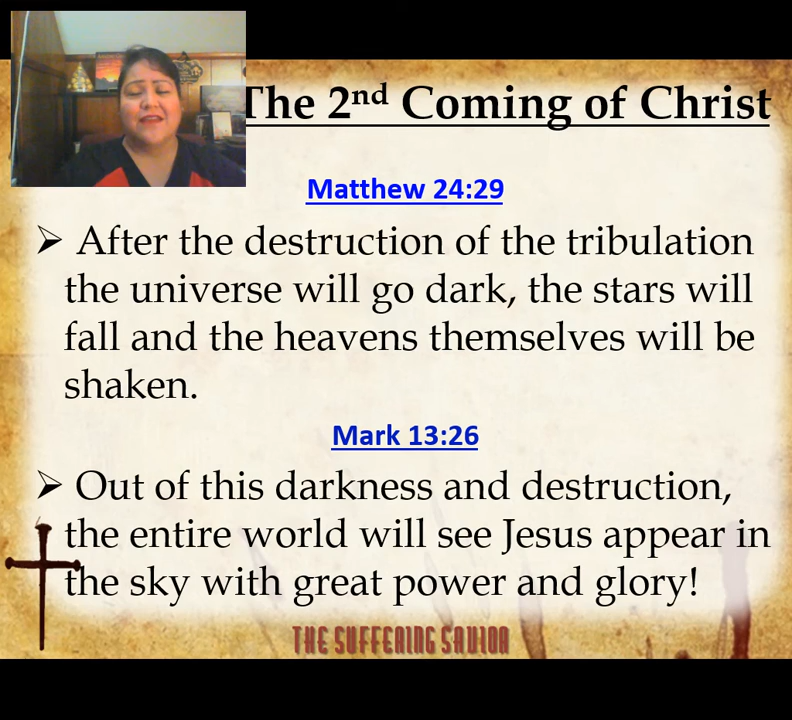 The 2nd Coming of Christ
Matthew 24:29
➢ After the destruction of the tribulation
the universe will go dark, the stars will
fall and the heavens themselves will be
shaken.
Mark 13:26
➢ Out of this darkness and destruction,
the entire world will see Jesus appear in
the sky with great power and glory!
THE SUFFERING SAVIOR